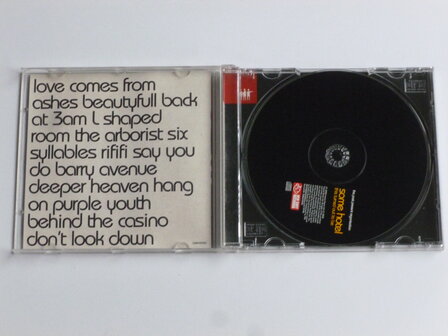 love comes from
ashes beautyfull back
at 3am L shaped
room the arborist six
syllables rififi say you
do barry avenue
deeper heaven hang
on purple youth
behind the casino
don't look down
some hotel